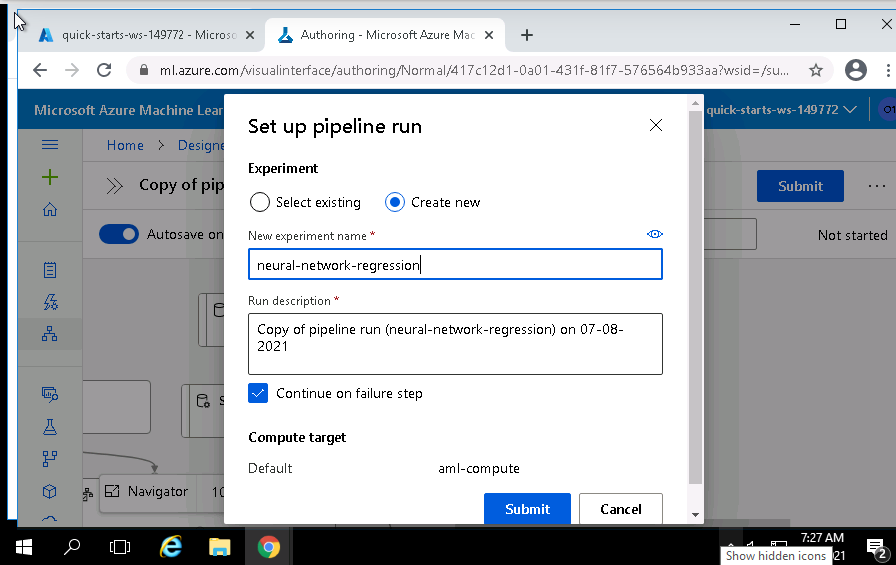 quick-starts-ws-149772 - Microso
Authoring - Microsoft Azure Mac
ml.azure.com/visualinterface/authoring/Normal/417c12d1-0a01-431f-81f7-576564b933aa?wsid=/su...
Microsoft Azure Machine Lear
quick-starts-ws-149772
01
Home
Designe
Copy of pip
Submit
Autosave on
Not started
Set up pipeline run
Experiment
Select existing
Create new
New experiment name *
neural-network-regression
Run description *
Copy of pipeline run (neural-network-regression) on 07-08-
2021
Continue on failure step
Compute target
Default
aml-compute
Submit
Cancel
S
Navigator
10
7:27 AM
021
Show hidden icons
2